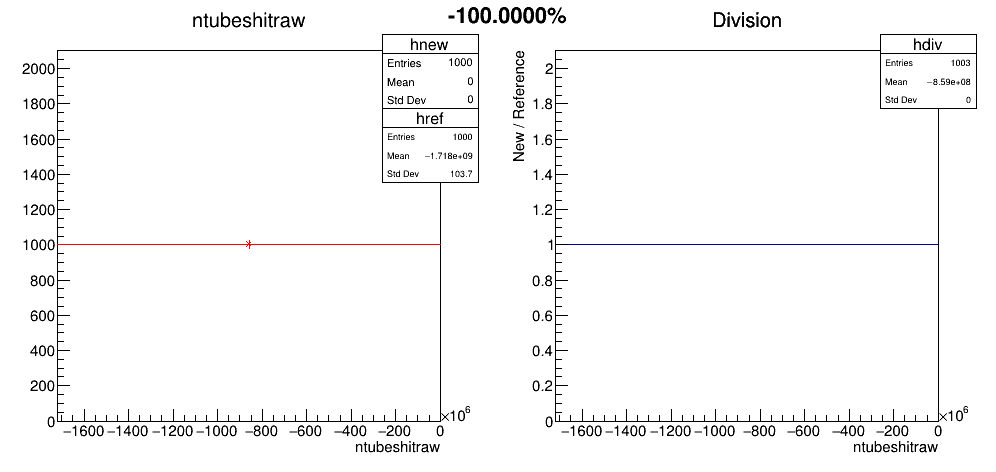 -100.0000%
ntubeshitraw
hnew
Entries 1000
Mean 0
Std Dev 0
href
Entries 1000
Mean −1.718e+09
Std Dev 103.7
2000
1800
1600
1400
1200
1000
800
600
400
200
0
−1600 −1400 −1200 −1000 −800 −600 −400 −200 0
×10⁶
ntubeshitraw
Division
hdiv
Entries 1003
Mean −8.59e+08
Std Dev 0
New / Reference
2
1.8
1.6
1.4
1.2
1
0.8
0.6
0.4
0.2
0
−1600 −1400 −1200 −1000 −800 −600 −400 −200 0
×10⁶
ntubeshitraw